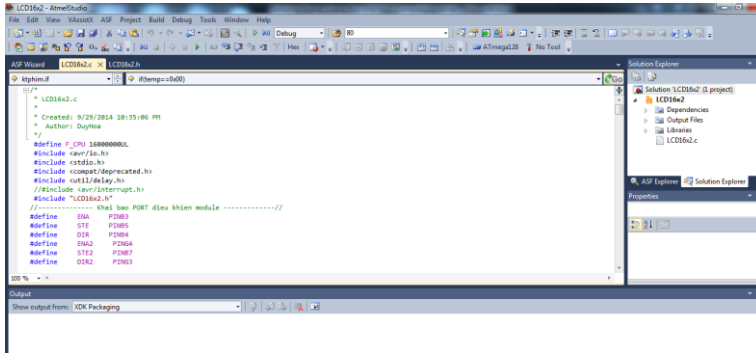 LCD16x2 - AtmelStudio
File Edit View VAssistX ASF Project Build Debug Tools Window Help
Debug 80
Hex ATmega128 No Tool
ASF Wizard LCD16x2.c × LCD16x2.h
ktphim.if if(temp==0x00) Go
/*
* LCD16x2.c
*
* Created: 9/29/2014 10:35:06 PM
* Author: DuyHoa
*/
#define F_CPU 16000000UL
#include <avr/io.h>
#include <stdio.h>
#include <compat/deprecated.h>
#include <util/delay.h>
//#include <avr/interrupt.h>
#include "LCD16x2.h"
//-------------- Khai bao PORT dieu khien module -------------//
#define ENA PINB3
#define STE PINB5
#define DIR PINB4
#define ENA2 PING4
#define STE2 PINB7
#define DIR2 PING3
100 %
Solution Explorer
Solution 'LCD16x2' (1 project)
LCD16x2
Dependencies
Output Files
Libraries
LCD16x2.c
ASF Explorer Solution Explorer
Properties
Output
Show output from: XDK Packaging